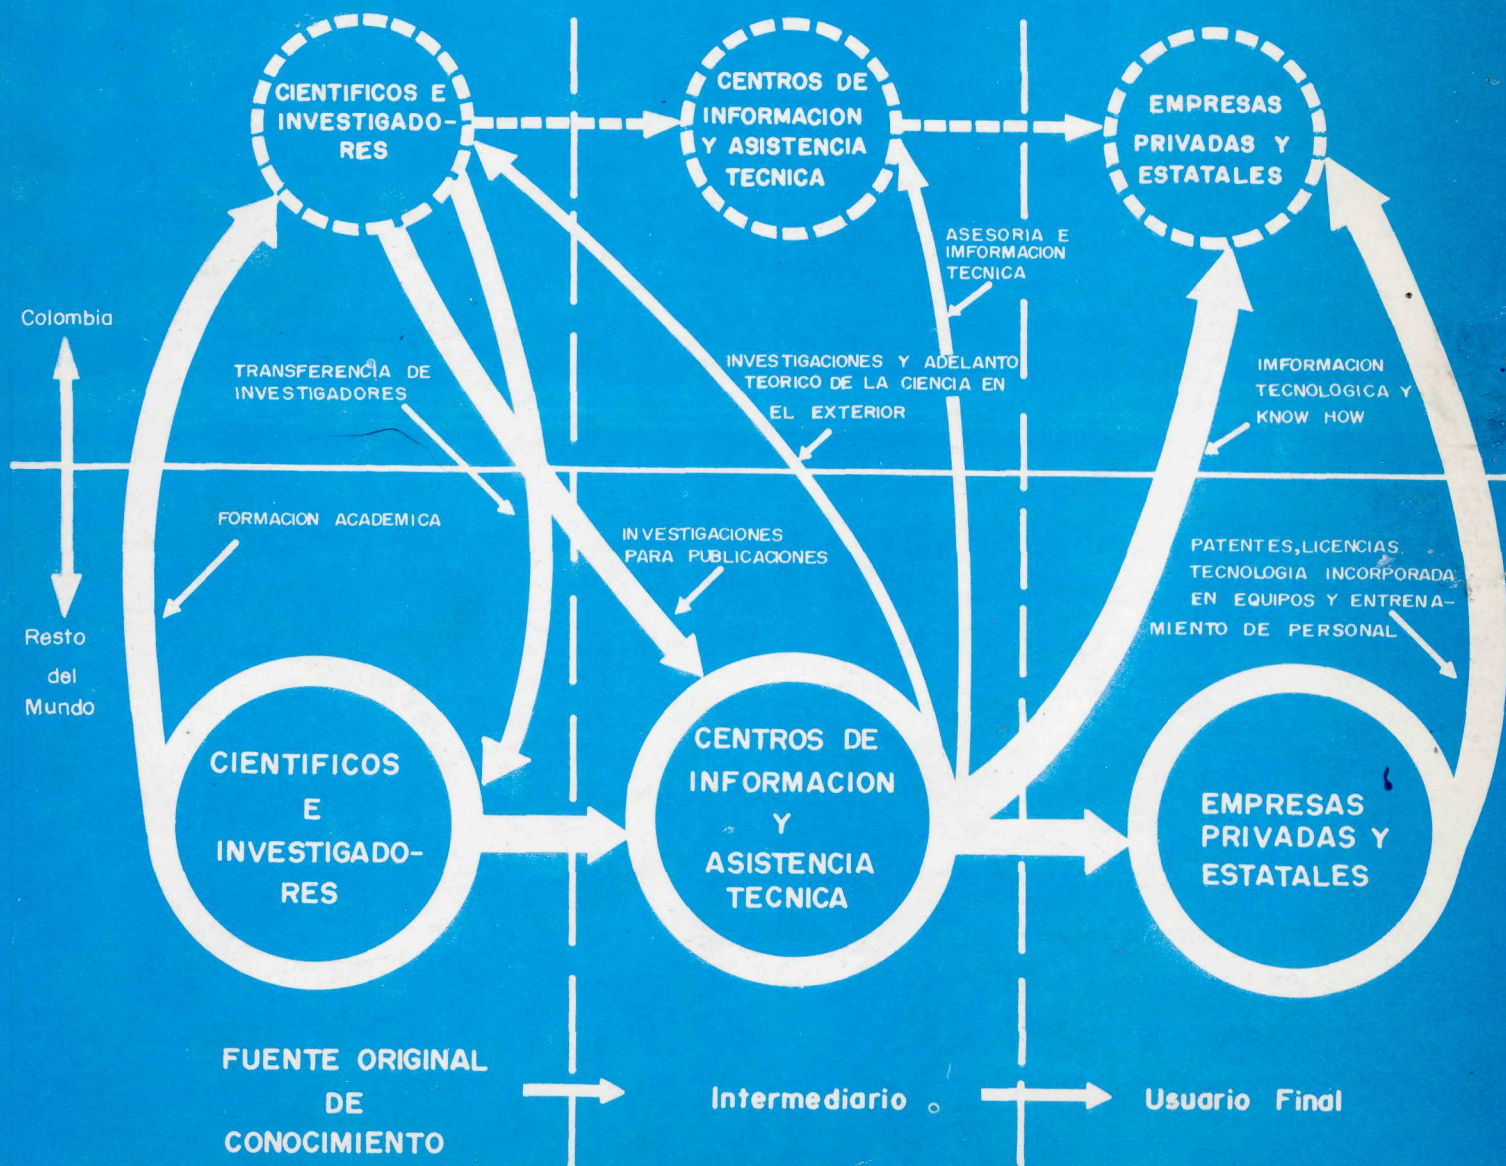 CIENTIFICOS E
INVESTIGADO-
RES
CENTROS DE
INFORMACION
Y ASISTENCIA
TECNICA
EMPRESAS
PRIVADAS Y
ESTATALES
ASESORIA E
IMFORMACION
TECNICA
Colombia
TRANSFERENCIA DE
INVESTIGADORES
INVESTIGACIONES Y ADELANTO
TEORICO DE LA CIENCIA EN
EL EXTERIOR
IMFORMACION
TECNOLOGICA Y
KNOW HOW
FORMACION ACADEMICA
INVESTIGACIONES
PARA PUBLICACIONES
PATENTES, LICENCIAS.
TECNOLOGIA INCORPORADA
EN EQUIPOS Y ENTRENA-
MIENTO DE PERSONAL
Resto
del
Mundo
CIENTIFICOS
E
INVESTIGADO-
RES
CENTROS DE
INFORMACION
Y
ASISTENCIA
TECNICA
EMPRESAS
PRIVADAS Y
ESTATALES
FUENTE ORIGINAL
DE
CONOCIMIENTO
Intermediario
Usuario Final